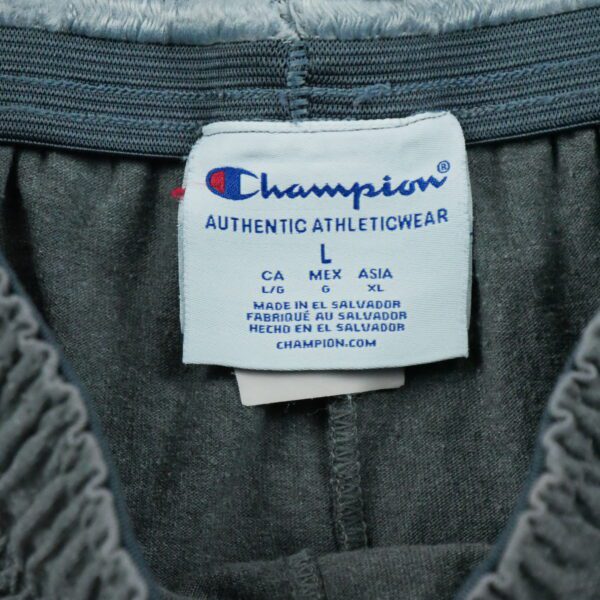 Champion®
AUTHENTIC ATHLETICWEAR
L
CA MEX ASIA
L/G G XL
MADE IN EL SALVADOR
FABRIQUÉ AU SALVADOR
HECHO EN EL SALVADOR
CHAMPION.COM